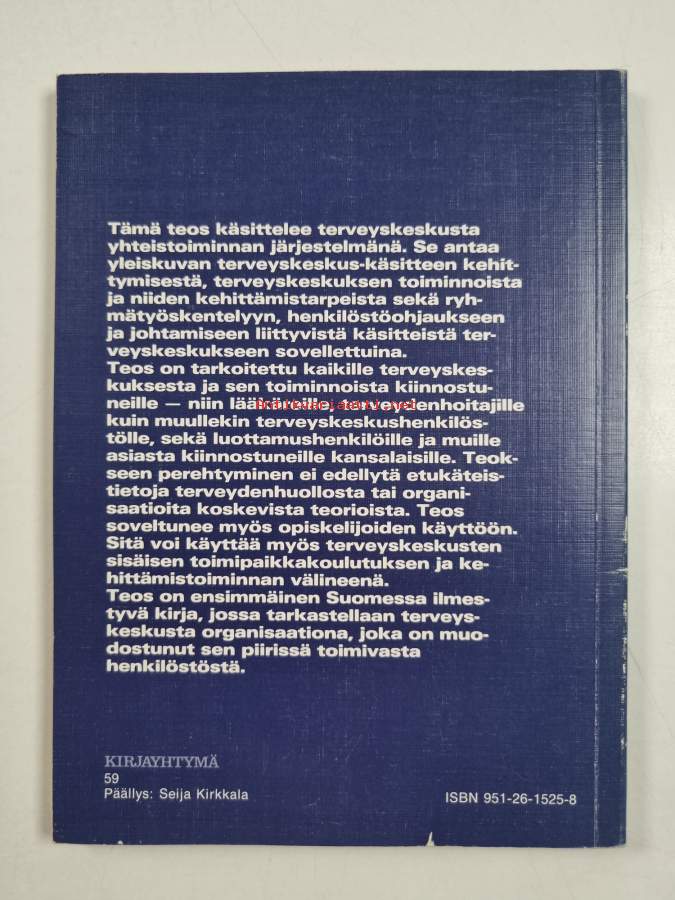 Tämä teos käsittelee terveyskeskusta
yhteistoiminnan järjestelmänä. Se antaa
yleiskuvan terveyskeskus-käsitteen kehit-
tymisestä, terveyskeskuksen toiminnoista
ja niiden kehittämistarpeista sekä ryh-
mätyöskentelyyn, henkilöstöohjaukseen
ja johtamiseen liittyvistä käsitteistä ter-
veyskeskukseen sovellettuina.
Teos on tarkoitettu kaikille terveyskes-
kuksesta ja sen toiminnoista kiinnostu-
neille — niin lääkäreille, terveydenhoitajille
kuin muullekin terveyskeskushenkilös-
tölle, sekä luottamushenkilöille ja muille
asiasta kiinnostuneille kansalaisille. Teok-
seen perehtyminen ei edellytä etukäteis-
tietoja terveydenhuollosta tai organi-
saatioita koskevista teorioista. Teos
soveltunee myös opiskelijoiden käyttöön.
Sitä voi käyttää myös terveyskeskusten
sisäisen toimipaikkakoulutuksen ja ke-
hittämistoiminnan välineenä.
Teos on ensimmäinen Suomessa ilmes-
tyvä kirja, jossa tarkastellaan terveys-
keskusta organisaationa, joka on muo-
dostunut sen piirissä toimivasta
henkilöstöstä.
KIRJAYHTYMÄ
59
Päällys: Seija Kirkkala
ISBN 951-26-1525-8
Antikvariaatti.net